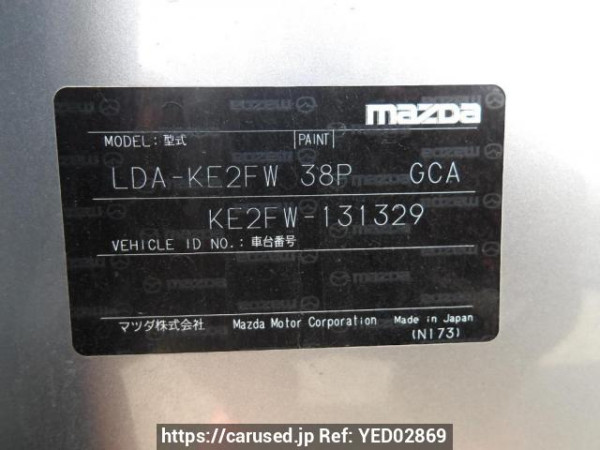 mazda
MODEL: 型式 PAINT
LDA-KE2FW 38P GCA
KE2FW-131329
VEHICLE ID NO.: 車台番号
マツダ株式会社 Mazda Motor Corporation Made in Japan
(N173)
https://carused.jp Ref: YED02869